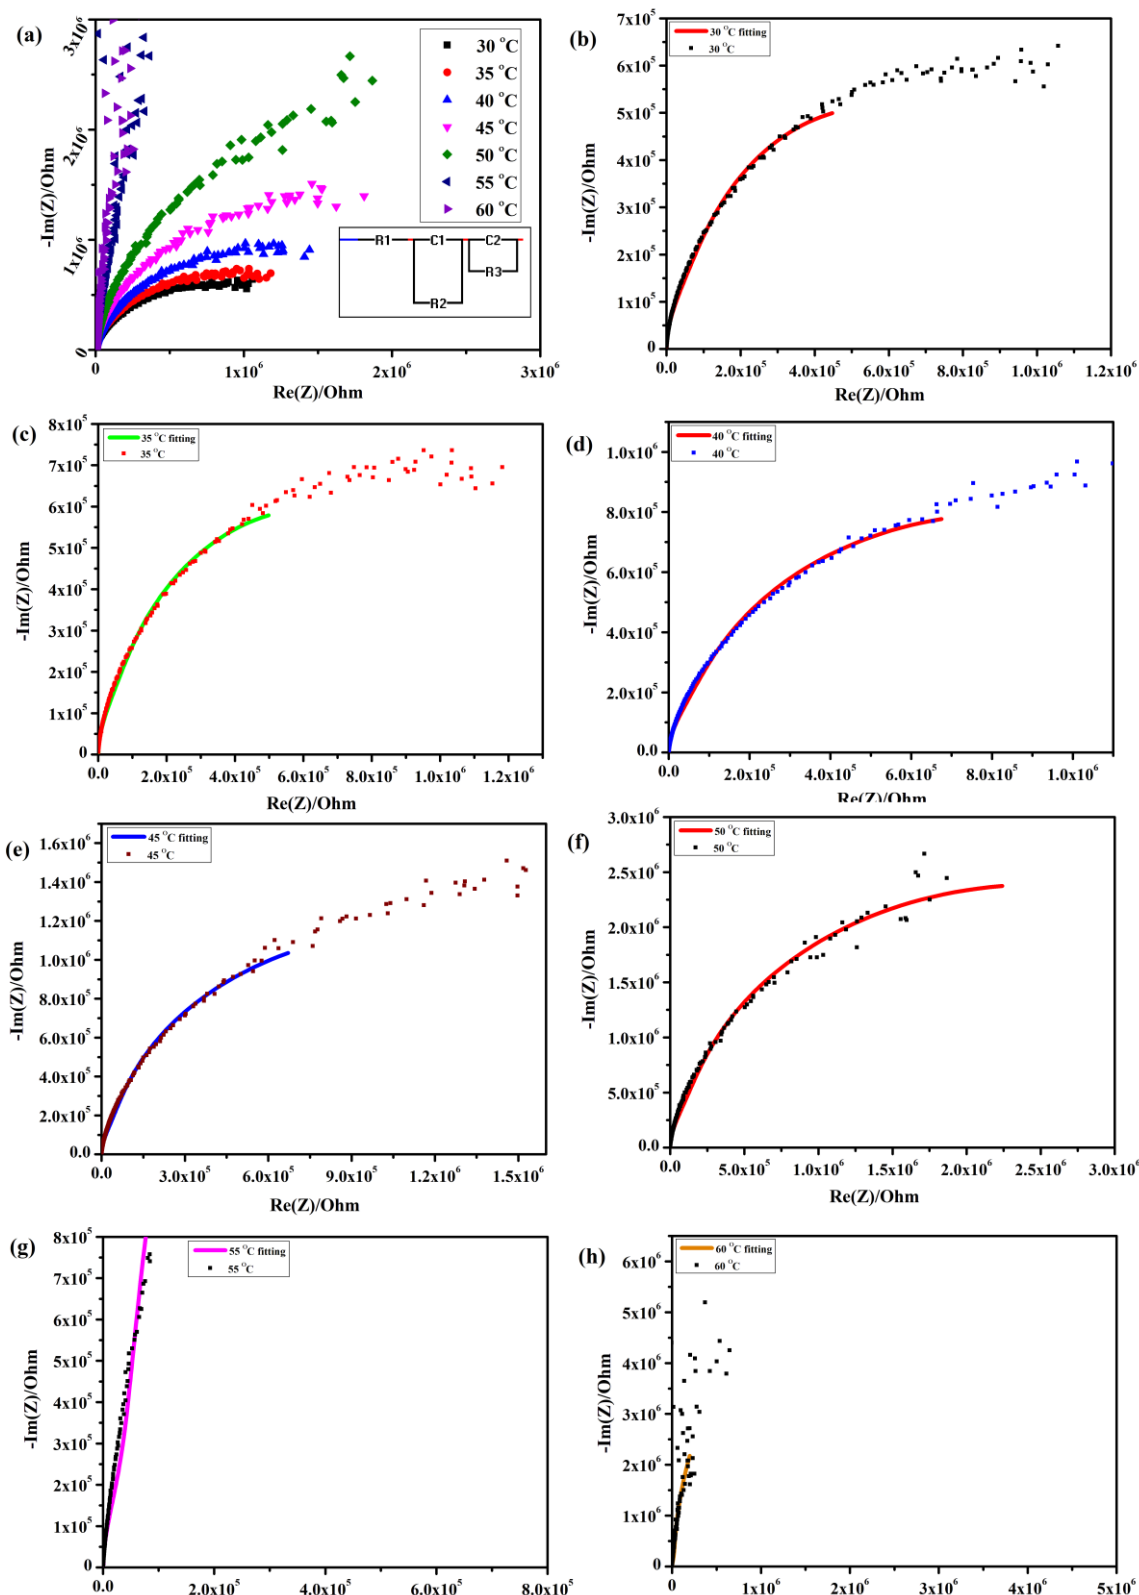 (a)
3x10⁶
2x10⁶
1x10⁶
0
-Im(Z)/Ohm
30 °C
35 °C
40 °C
45 °C
50 °C
55 °C
60 °C
R1
C1
C2
R3
R2
0
1x10⁶
2x10⁶
3x10⁶
Re(Z)/Ohm
(b)
7x10⁵
6x10⁵
5x10⁵
4x10⁵
3x10⁵
2x10⁵
1x10⁵
0
-Im(Z)/Ohm
30 °C fitting
30 °C
0.0
2.0x10⁵
4.0x10⁵
6.0x10⁵
8.0x10⁵
1.0x10⁶
1.2x10⁶
Re(Z)/Ohm
(c)
8x10⁵
7x10⁵
6x10⁵
5x10⁵
4x10⁵
3x10⁵
2x10⁵
1x10⁵
0
-Im(Z)/Ohm
35 °C fitting
35 °C
0.0
2.0x10⁵
4.0x10⁵
6.0x10⁵
8.0x10⁵
1.0x10⁶
1.2x10⁶
Re(Z)/Ohm
(d)
1.0x10⁶
8.0x10⁵
6.0x10⁵
4.0x10⁵
2.0x10⁵
0.0
-Im(Z)/Ohm
40 °C fitting
40 °C
0.0
2.0x10⁵
4.0x10⁵
6.0x10⁵
8.0x10⁵
1.0x10⁶
Re(Z)/Ohm
(e)
1.6x10⁶
1.4x10⁶
1.2x10⁶
1.0x10⁶
8.0x10⁵
6.0x10⁵
4.0x10⁵
2.0x10⁵
0.0
-Im(Z)/Ohm
45 °C fitting
45 °C
0.0
3.0x10⁵
6.0x10⁵
9.0x10⁵
1.2x10⁶
1.5x10⁶
Re(Z)/Ohm
(f)
3.0x10⁶
2.5x10⁶
2.0x10⁶
1.5x10⁶
1.0x10⁶
5.0x10⁵
0.0
-Im(Z)/Ohm
50 °C fitting
50 °C
0.0
5.0x10⁵
1.0x10⁶
1.5x10⁶
2.0x10⁶
2.5x10⁶
3.0x10⁶
Re(Z)/Ohm
(g)
8x10⁵
7x10⁵
6x10⁵
5x10⁵
4x10⁵
3x10⁵
2x10⁵
1x10⁵
0
-Im(Z)/Ohm
55 °C fitting
55 °C
0.0
2.0x10⁵
4.0x10⁵
6.0x10⁵
8.0x10⁵
(h)
6x10⁶
5x10⁶
4x10⁶
3x10⁶
2x10⁶
1x10⁶
0
-Im(Z)/Ohm
60 °C fitting
60 °C
0
1x10⁶
2x10⁶
3x10⁶
4x10⁶
5x10⁶